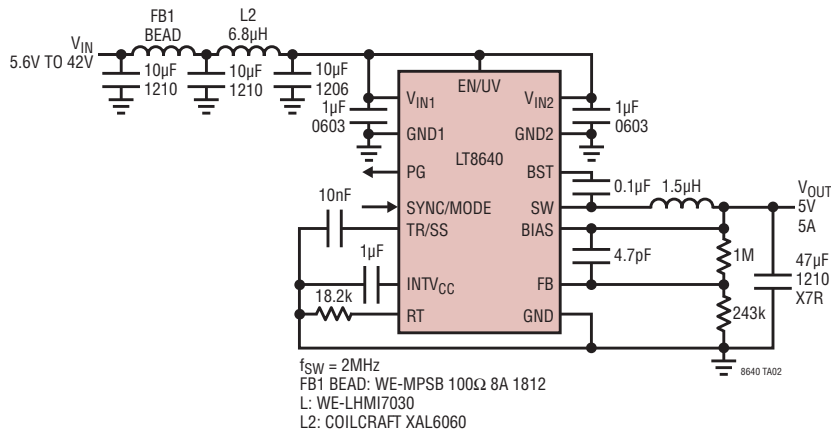 FB1
BEAD
L2
6.8µH
VIN
5.6V TO 42V
10µF
1210
10µF
1210
10µF
1206
1µF
0603
VIN1
EN/UV
VIN2
1µF
0603
GND1
GND2
LT8640
PG
BST
0.1µF
1.5µH
VOUT
5V
5A
10nF
SYNC/MODE
SW
TR/SS
BIAS
1µF
4.7pF
1M
47µF
1210
X7R
INTVCC
FB
18.2k
RT
GND
243k
8640 TA02
fSW = 2MHz
FB1 BEAD: WE-MPSB 100Ω 8A 1812
L: WE-LHMI7030
L2: COILCRAFT XAL6060